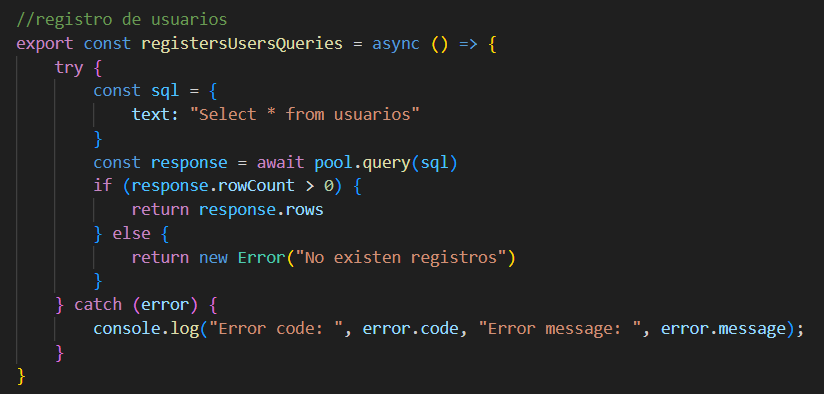 //registro de usuarios
export const registersUsersQueries = async () => {
    try {
        const sql = {
            text: "Select * from usuarios"
        }
        const response = await pool.query(sql)
        if (response.rowCount > 0) {
            return response.rows
        } else {
            return new Error("No existen registros")
        }
    } catch (error) {
        console.log("Error code: ", error.code, "Error message: ", error.message);
    }
}